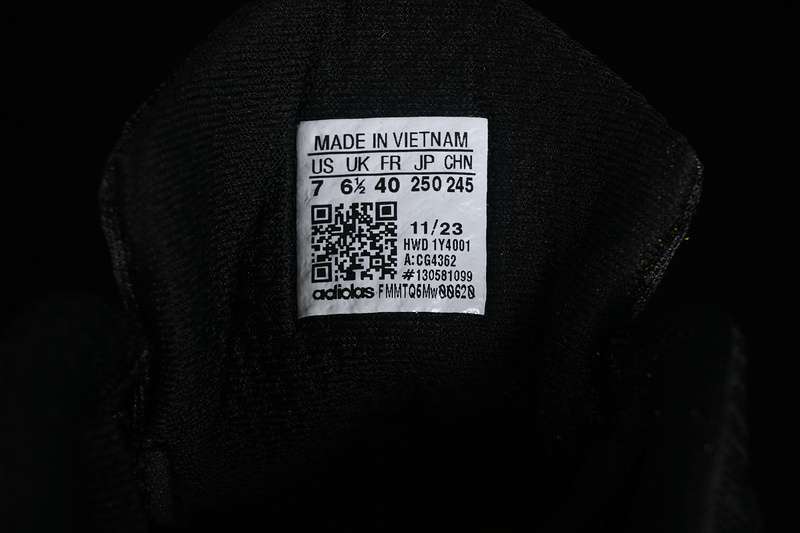 MADE IN VIETNAM
US UK FR JP CHN
7 6½ 40 250 245
11/23
HWD 1Y4001
A:CG4362
#130581099
adidas FMMTQ6Mw00620